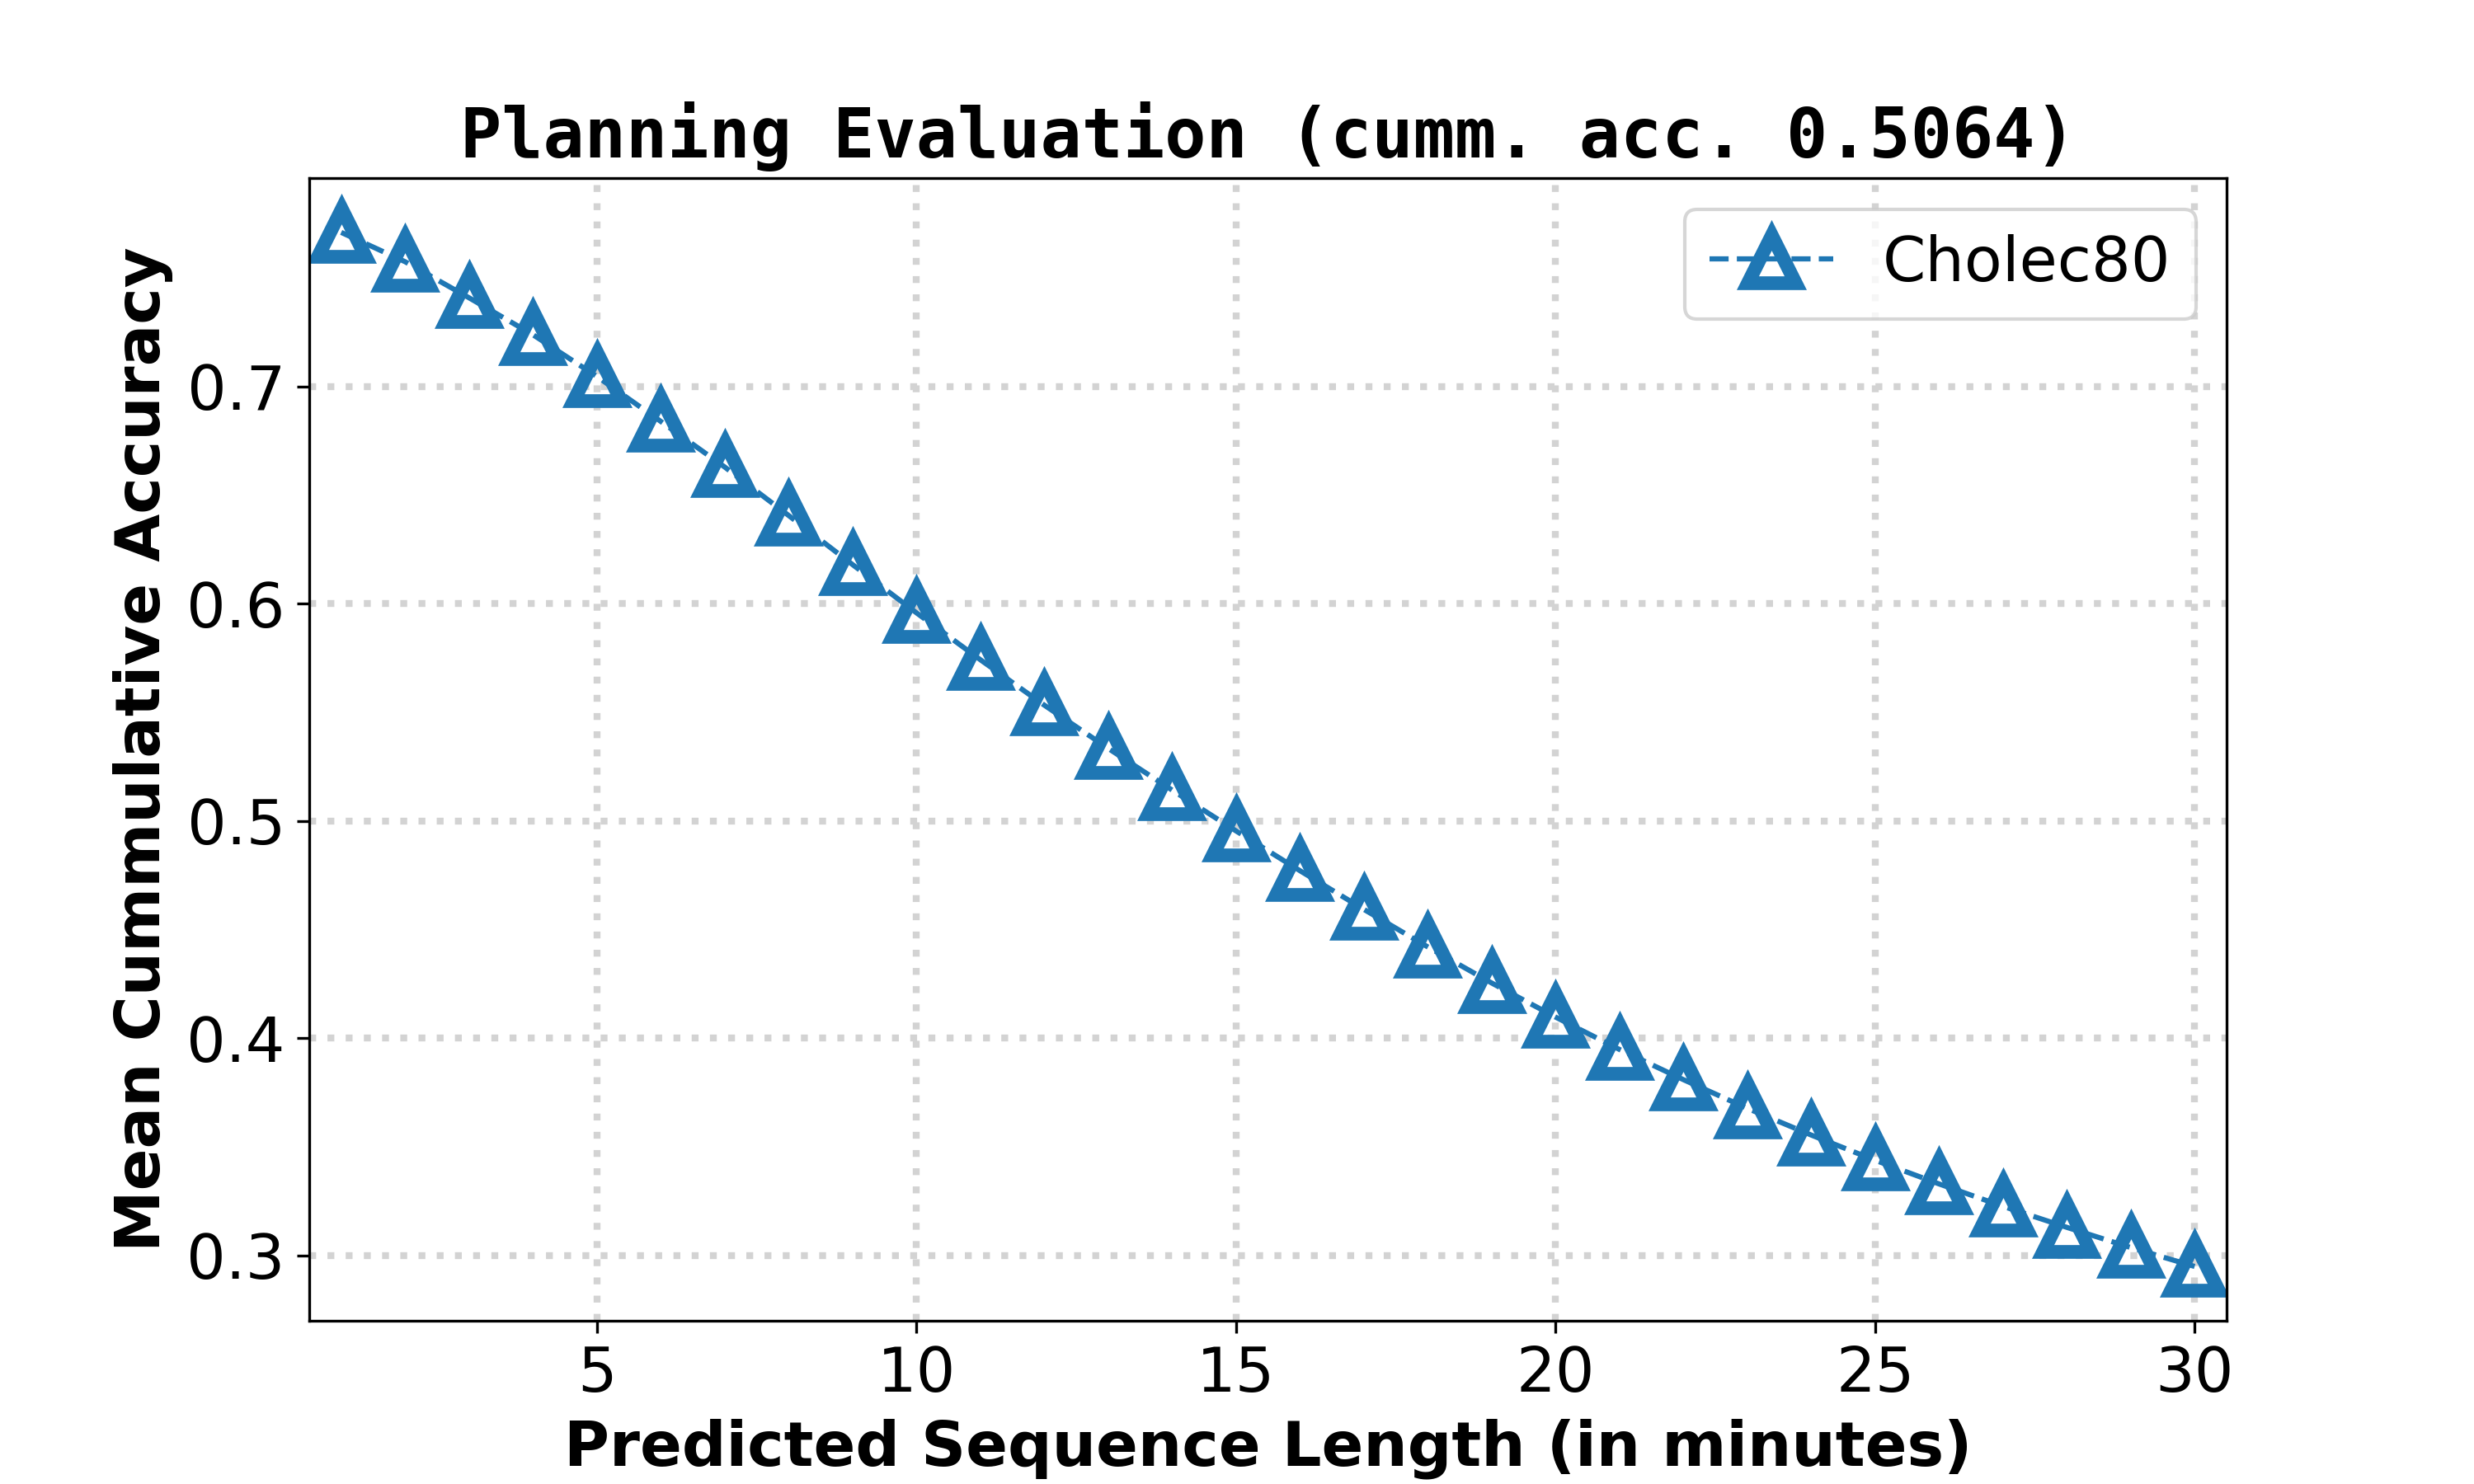 Planning Evaluation (cumm. acc. 0.5064)
Cholec80
Mean Cummulative Accuracy
0.7
0.6
0.5
0.4
0.3
5 10 15 20 25 30
Predicted Sequence Length (in minutes)